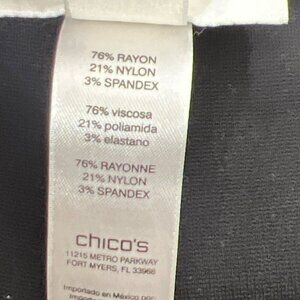 76% RAYON
21% NYLON
3% SPANDEX
76% viscosa
21% poliamida
3% elastano
76% RAYONNE
21% NYLON
3% SPANDEX
chico's
11215 METRO PARKWAY
FORT MYERS, FL 33966
Importado en México por: